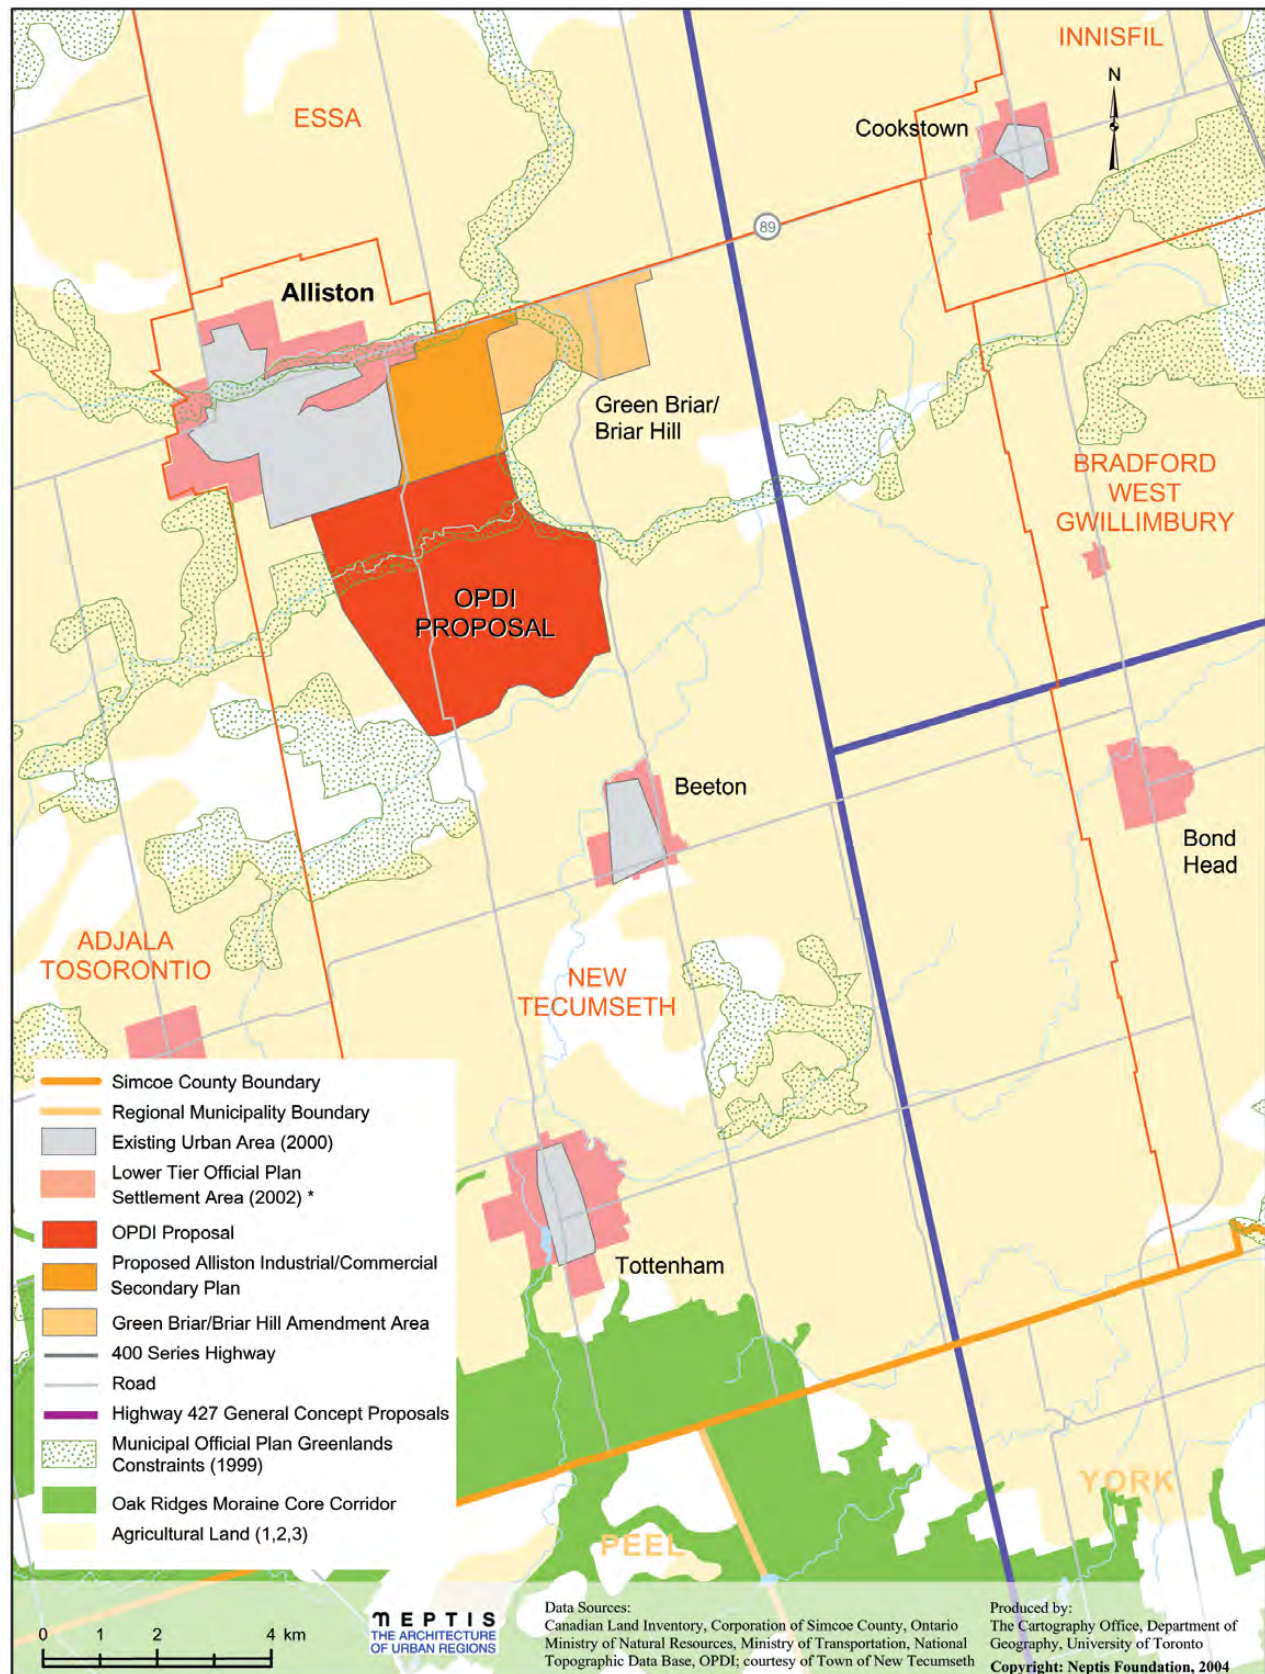 INNISFIL
N
ESSA
Cookstown
89
Alliston
Green Briar/
Briar Hill
BRADFORD
WEST
GWILLIMBURY
OPDI
PROPOSAL
Beeton
Bond
Head
ADJALA
TOSORONTIO
NEW
TECUMSETH
Tottenham
YORK
PEEL
Simcoe County Boundary
Regional Municipality Boundary
Existing Urban Area (2000)
Lower Tier Official Plan
Settlement Area (2002) *
OPDI Proposal
Proposed Alliston Industrial/Commercial
Secondary Plan
Green Briar/Briar Hill Amendment Area
400 Series Highway
Road
Highway 427 General Concept Proposals
Municipal Official Plan Greenlands
Constraints (1999)
Oak Ridges Moraine Core Corridor
Agricultural Land (1,2,3)
0 1 2 4 km
NEPTIS
THE ARCHITECTURE
OF URBAN REGIONS
Data Sources:
Canadian Land Inventory, Corporation of Simcoe County, Ontario
Ministry of Natural Resources, Ministry of Transportation, National
Topographic Data Base, OPDI; courtesy of Town of New Tecumseth
Produced by:
The Cartography Office, Department of
Geography, University of Toronto
Copyright: Neptis Foundation, 2004